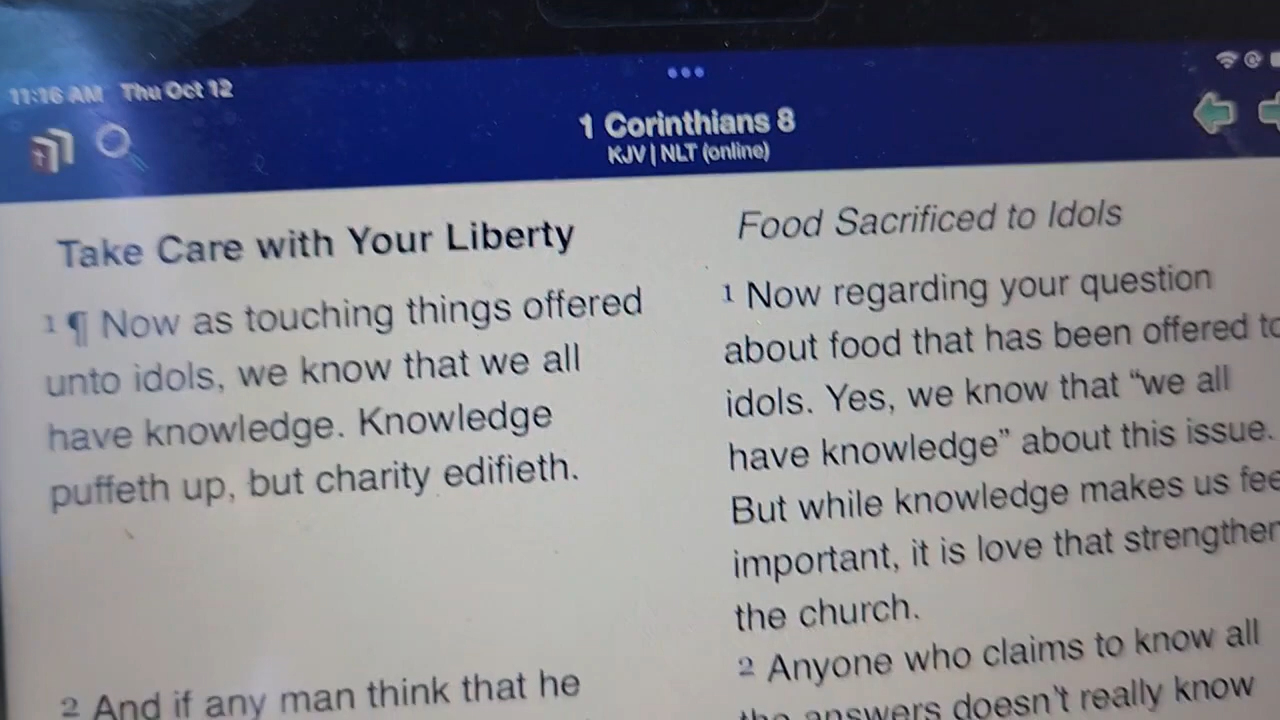 11:16 AM Thu Oct 12
1 Corinthians 8
KJV | NLT (online)
Take Care with Your Liberty
1 ¶ Now as touching things offered
unto idols, we know that we all
have knowledge. Knowledge
puffeth up, but charity edifieth.
2 And if any man think that he
Food Sacrificed to Idols
1 Now regarding your question
about food that has been offered to
idols. Yes, we know that “we all
have knowledge” about this issue.
But while knowledge makes us fee
important, it is love that strengthen
the church.
2 Anyone who claims to know all
the answers doesn't really know